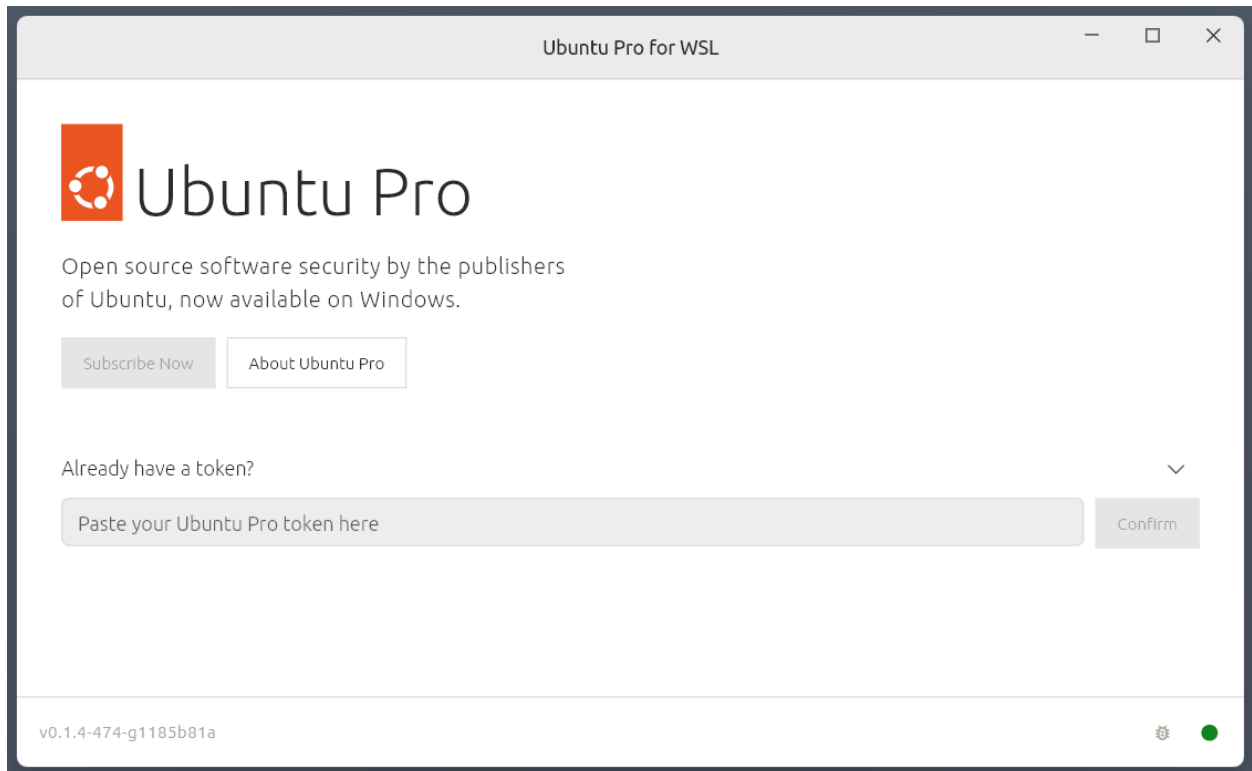 Ubuntu Pro for WSL
Ubuntu Pro
Open source software security by the publishers
of Ubuntu, now available on Windows.
Subscribe Now
About Ubuntu Pro
Already have a token?
Paste your Ubuntu Pro token here
Confirm
v0.1.4-474-g1185b81a